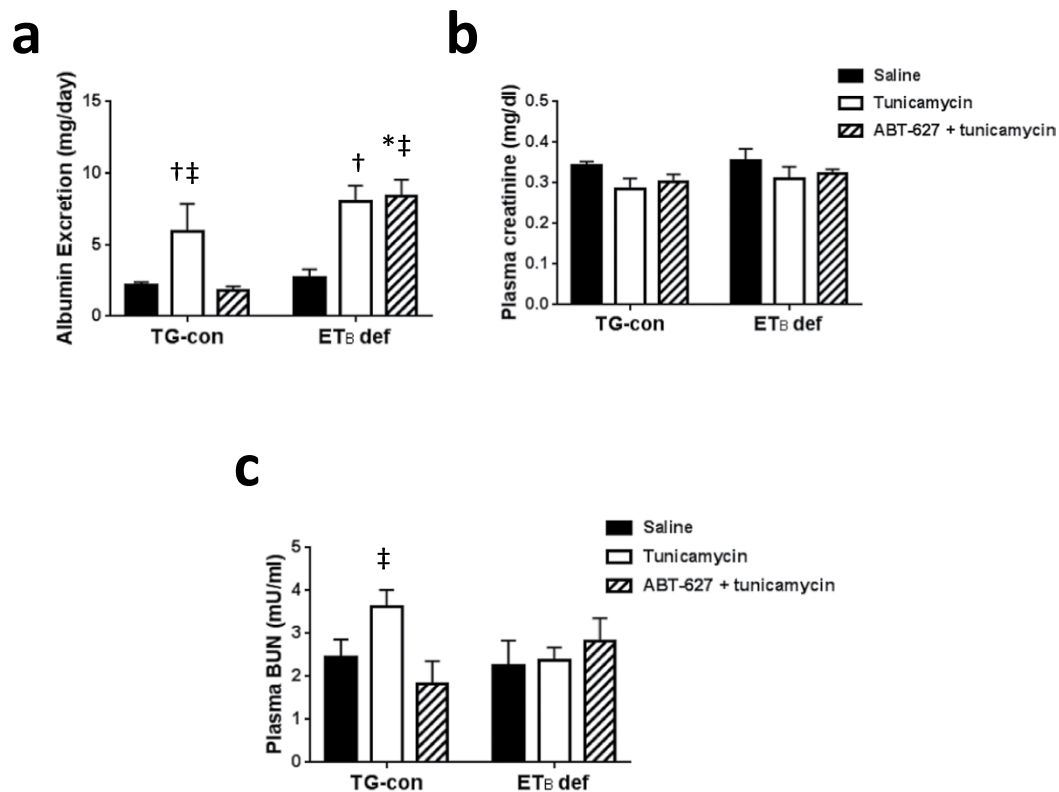 a
Albumin Excretion (mg/day)
15
10
5
0
†‡
†
*‡
TG-con
ETB def
b
Plasma creatinine (mg/dl)
0.5
0.4
0.3
0.2
0.1
0.0
TG-con
ETB def
Saline
Tunicamycin
ABT-627 + tunicamycin
c
Plasma BUN (mU/ml)
5
4
3
2
1
0
‡
TG-con
ETB def
Saline
Tunicamycin
ABT-627 + tunicamycin